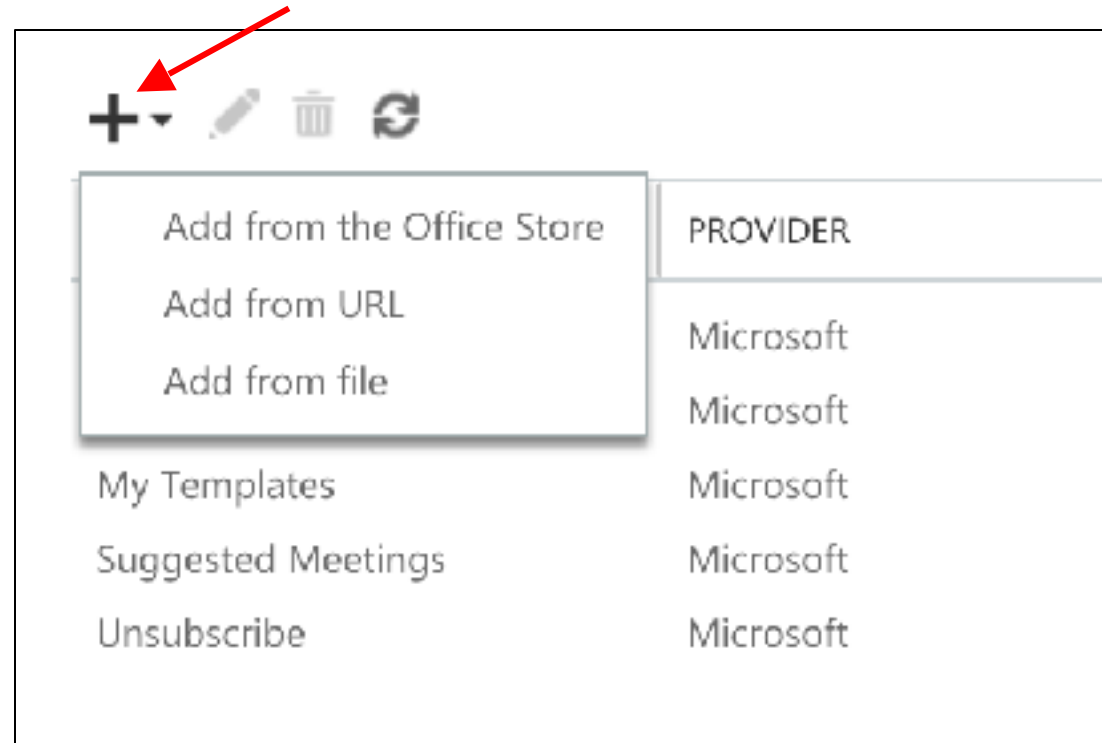 Add from the Office Store
PROVIDER
Add from URL
Microsoft
Add from file
Microsoft
My Templates
Microsoft
Suggested Meetings
Microsoft
Unsubscribe
Microsoft